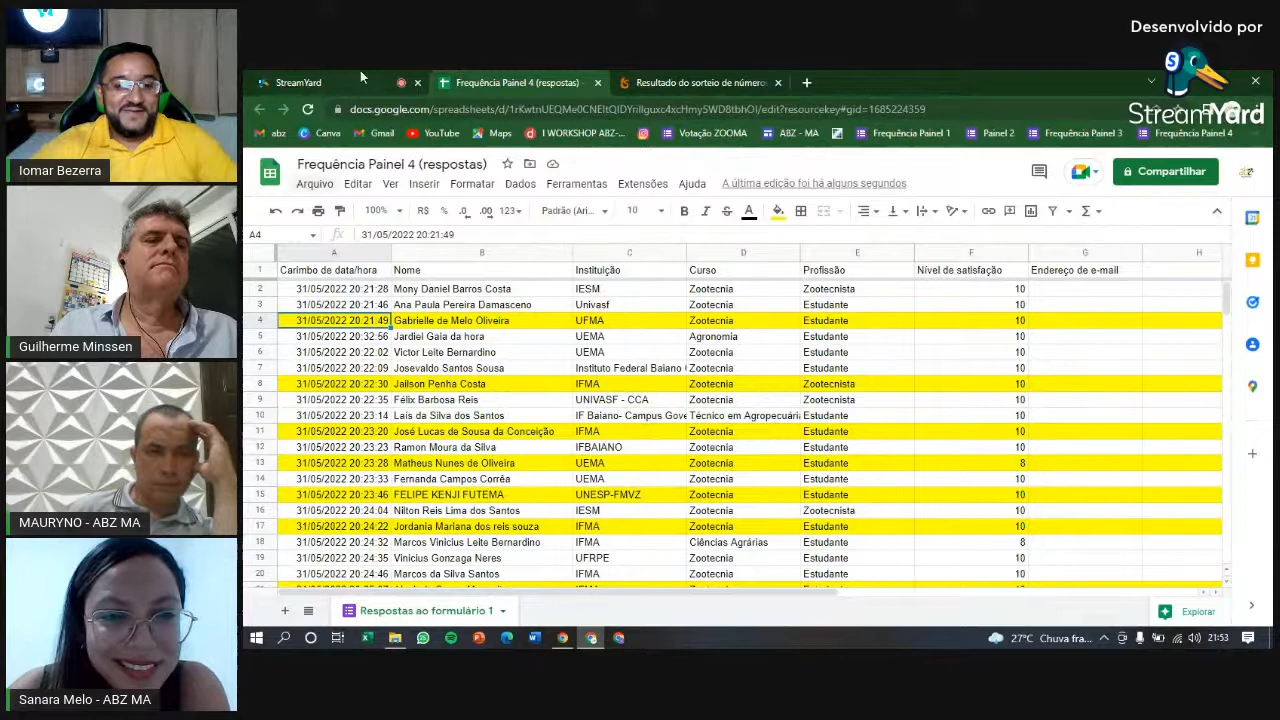 Desenvolvido por
StreamYard
Iomar Bezerra
Guilherme Minssen
MAURYNO - ABZ MA
Sanara Melo - ABZ MA
StreamYard
Frequência Painel 4 (respostas) -
Resultado do sorteio de números
abz
Canva
Gmail
YouTube
Maps
I WORKSHOP ABZ-...
Votação ZOOMA
ABZ - MA
Frequência Painel 1
Painel 2
Frequência Painel 3
Frequência Painel 4
Frequência Painel 4 (respostas)
Arquivo Editar Ver Inserir Formatar Dados Ferramentas Extensões Ajuda A última edição foi há alguns segundos
Compartilhar
100% R$ % .0 .00 123 Padrão (Ari... 10 B I S A
A4 fx 31/05/2022 20:21:49
A B C D E F G H
1 Carimbo de data/hora Nome Instituição Curso Profissão Nível de satisfação Endereço de e-mail
2 31/05/2022 20:21:28 Mony Daniel Barros Costa IESM Zootecnia Zootecnista 10
3 31/05/2022 20:21:46 Ana Paula Pereira Damasceno Univasf Zootecnia Estudante 10
4 31/05/2022 20:21:49 Gabrielle de Melo Oliveira UFMA Zootecnia Estudante 10
5 31/05/2022 20:32:56 Jardiel Gaia da hora UEMA Agronomia Estudante 10
6 31/05/2022 20:22:02 Victor Leite Bernardino UEMA Zootecnia Estudante 10
7 31/05/2022 20:22:09 Josevaldo Santos Sousa Instituto Federal Baiano Zootecnia Estudante 10
8 31/05/2022 20:22:30 Jailson Penha Costa IFMA Zootecnia Zootecnista 10
9 31/05/2022 20:22:35 Félix Barbosa Reis UNIVASF - CCA Zootecnia Zootecnista 10
10 31/05/2022 20:23:14 Laís da Silva dos Santos IF Baiano- Campus Gove Técnico em Agropecuária Estudante 10
11 31/05/2022 20:23:20 José Lucas de Sousa da Conceição IFMA Zootecnia Estudante 10
12 31/05/2022 20:23:23 Ramon Moura da Silva IFBAIANO Zootecnia Estudante 10
13 31/05/2022 20:23:28 Matheus Nunes de Oliveira UEMA Zootecnia Estudante 8
14 31/05/2022 20:23:33 Fernanda Campos Corrêa UEMA Zootecnia Estudante 10
15 31/05/2022 20:23:46 FELIPE KENJI FUTEMA UNESP-FMVZ Zootecnia Estudante 10
16 31/05/2022 20:24:04 Nilton Reis Lima dos Santos IESM Zootecnia Estudante 10
17 31/05/2022 20:24:22 Jordania Mariana dos reis souza IFMA Zootecnia Estudante 10
18 31/05/2022 20:24:32 Marcos Vinicius Leite Bernardino IFMA Ciências Agrárias Estudante 8
19 31/05/2022 20:24:35 Vinicius Gonzaga Neres UFRPE Zootecnia Estudante 10
20 31/05/2022 20:24:46 Marcos da Silva Santos IFMA Zootecnia Estudante 10
Respostas ao formulário 1
Explorar
27°C Chuva fra... 21:53